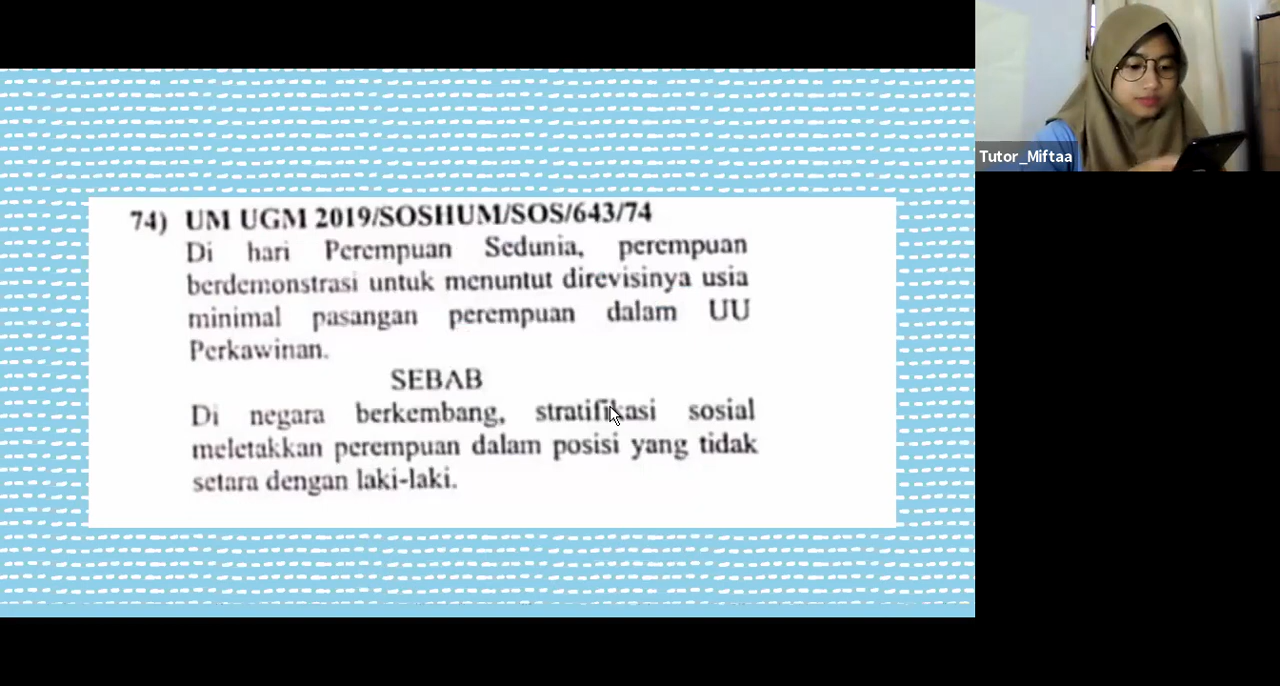 74) UM UGM 2019/SOSHUM/SOS/643/74
Di hari Perempuan Sedunia, perempuan
berdemonstrasi untuk menuntut direvisinya usia
minimal pasangan perempuan dalam UU
Perkawinan.
SEBAB
Di negara berkembang, stratifikasi sosial
meletakkan perempuan dalam posisi yang tidak
setara dengan laki-laki.
Tutor_Miftaa